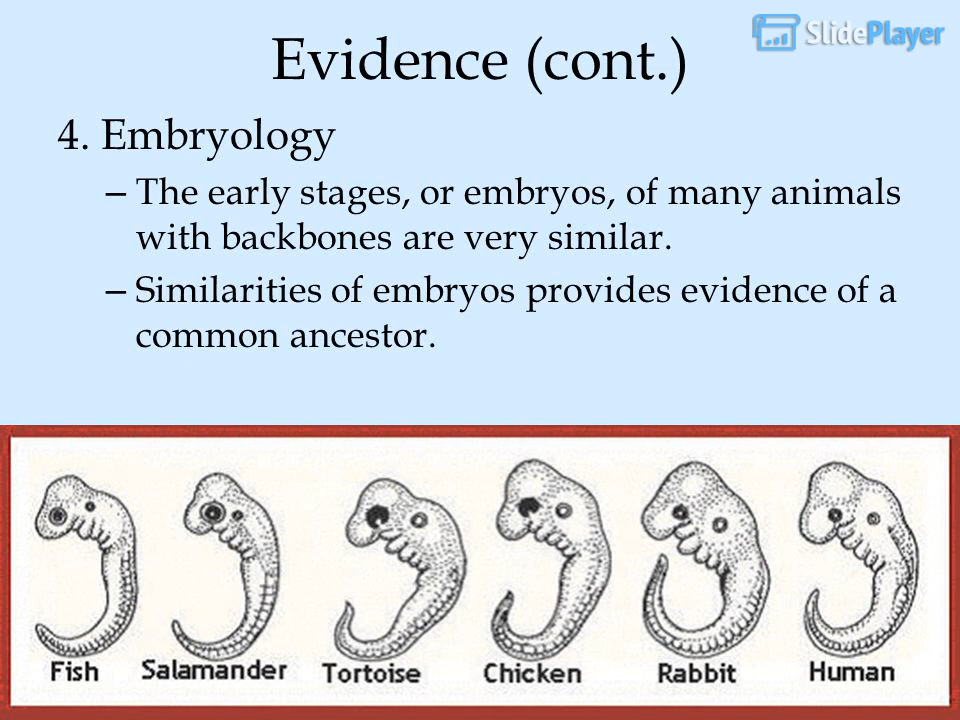 SlidePlayer
Evidence (cont.)
4. Embryology
– The early stages, or embryos, of many animals
with backbones are very similar.
– Similarities of embryos provides evidence of a
common ancestor.
Fish Salamander Tortoise Chicken Rabbit Human